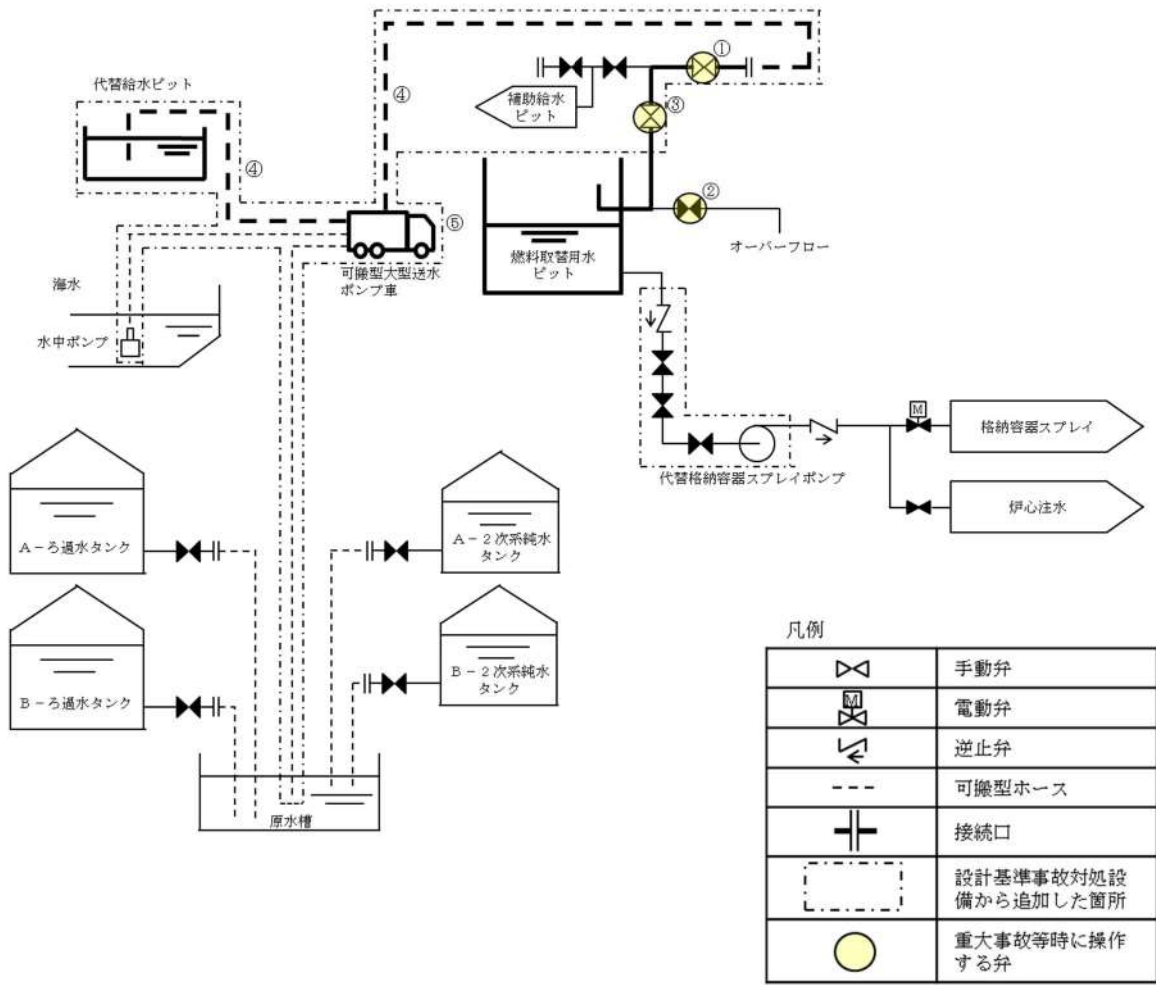 ①
代替給水ピット
④
補助給水
ピット
③
④
②
⑤
オーバーフロー
可搬型大型送水
ポンプ車
燃料取替用水
ピット
海水
水中ポンプ
M
格納容器スプレイ
代替格納容器スプレイポンプ
炉心注水
A-ろ過水タンク
A-2次系純水
タンク
B-ろ過水タンク
B-2次系純水
タンク
原水槽
凡例
手動弁
M
電動弁
逆止弁
可搬型ホース
接続口
設計基準事故対処設
備から追加した箇所
重大事故等時に操作
する弁